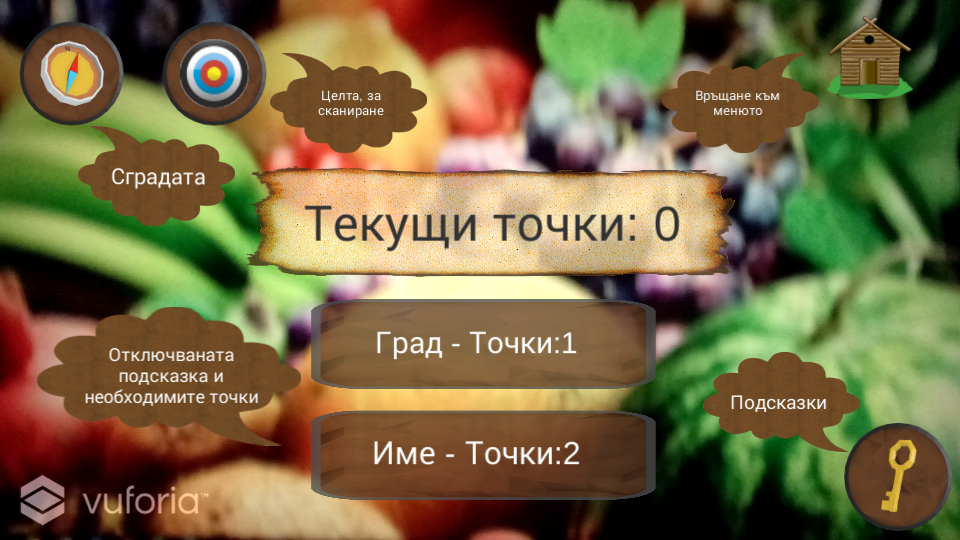 Целта, за
сканиране
Връщане към
менюто
Сградата
Текущи точки: 0
Град - Точки:1
Отключваната
подсказка и
необходимите точки
Подсказки
Име - Точки:2
vuforia™